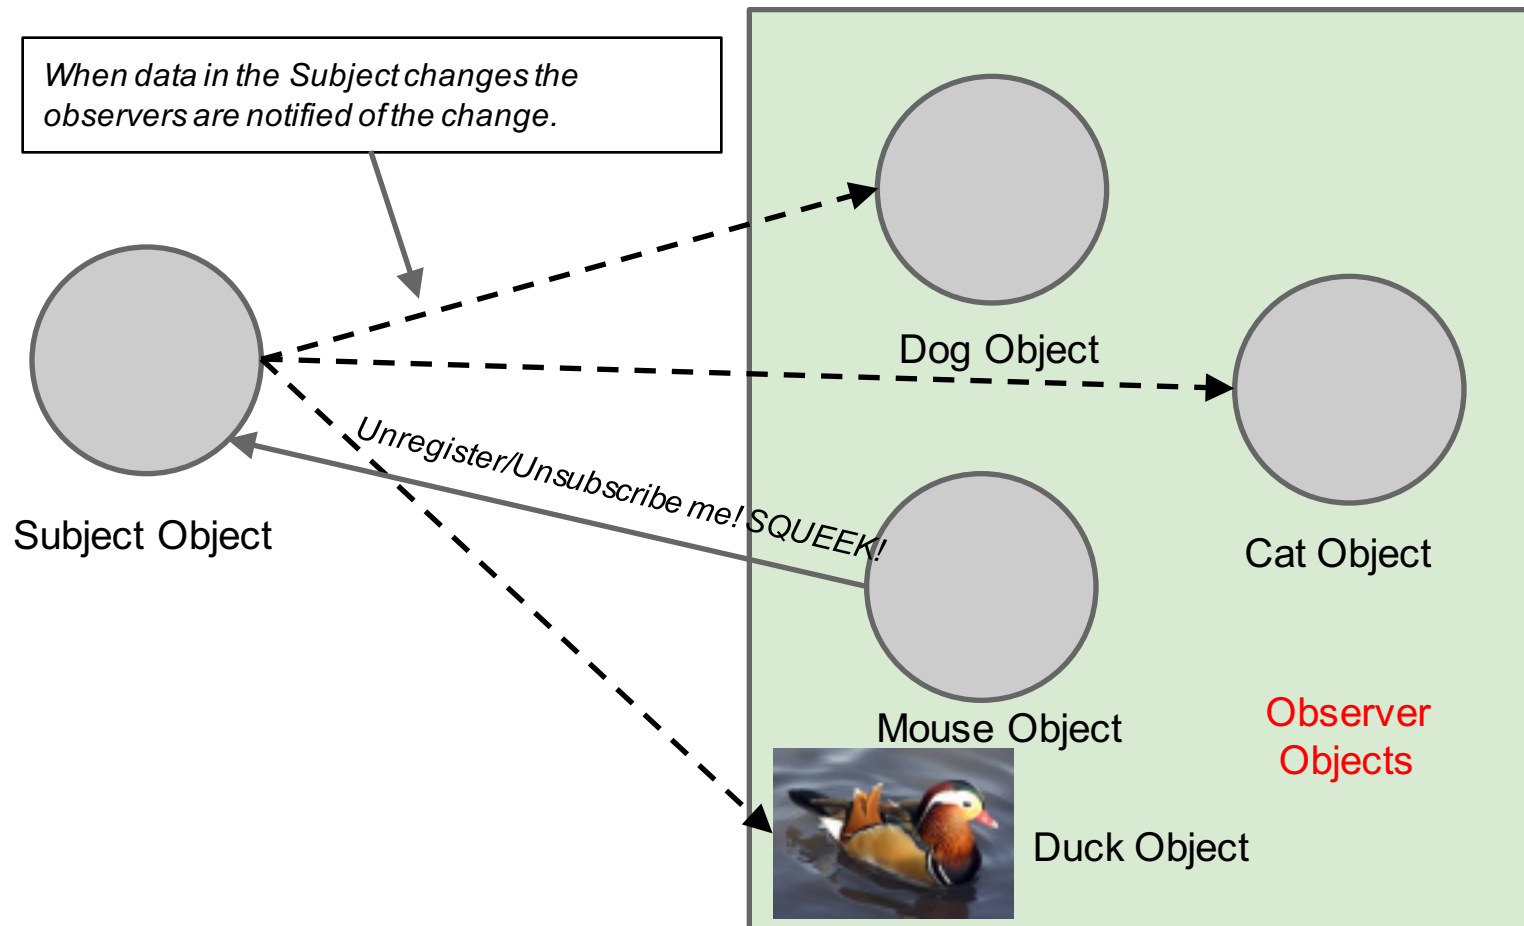 When data in the Subject changes the
observers are notified of the change.
Dog Object
Unregister/Unsubscribe me! SQUEEK!
Subject Object
Cat Object
Mouse Object
Observer
Objects
Duck Object